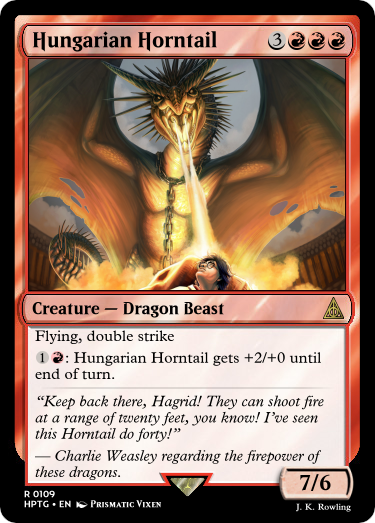 Hungarian Horntail 3
Creature — Dragon Beast
Flying, double strike
1 : Hungarian Horntail gets +2/+0 until
end of turn.
“Keep back there, Hagrid! They can shoot fire
at a range of twenty feet, you know! I’ve seen
this Horntail do forty!”
— Charlie Weasley regarding the firepower of
these dragons.
7/6
R 0109
HPTG • EN Prismatic Vixen
J. K. Rowling